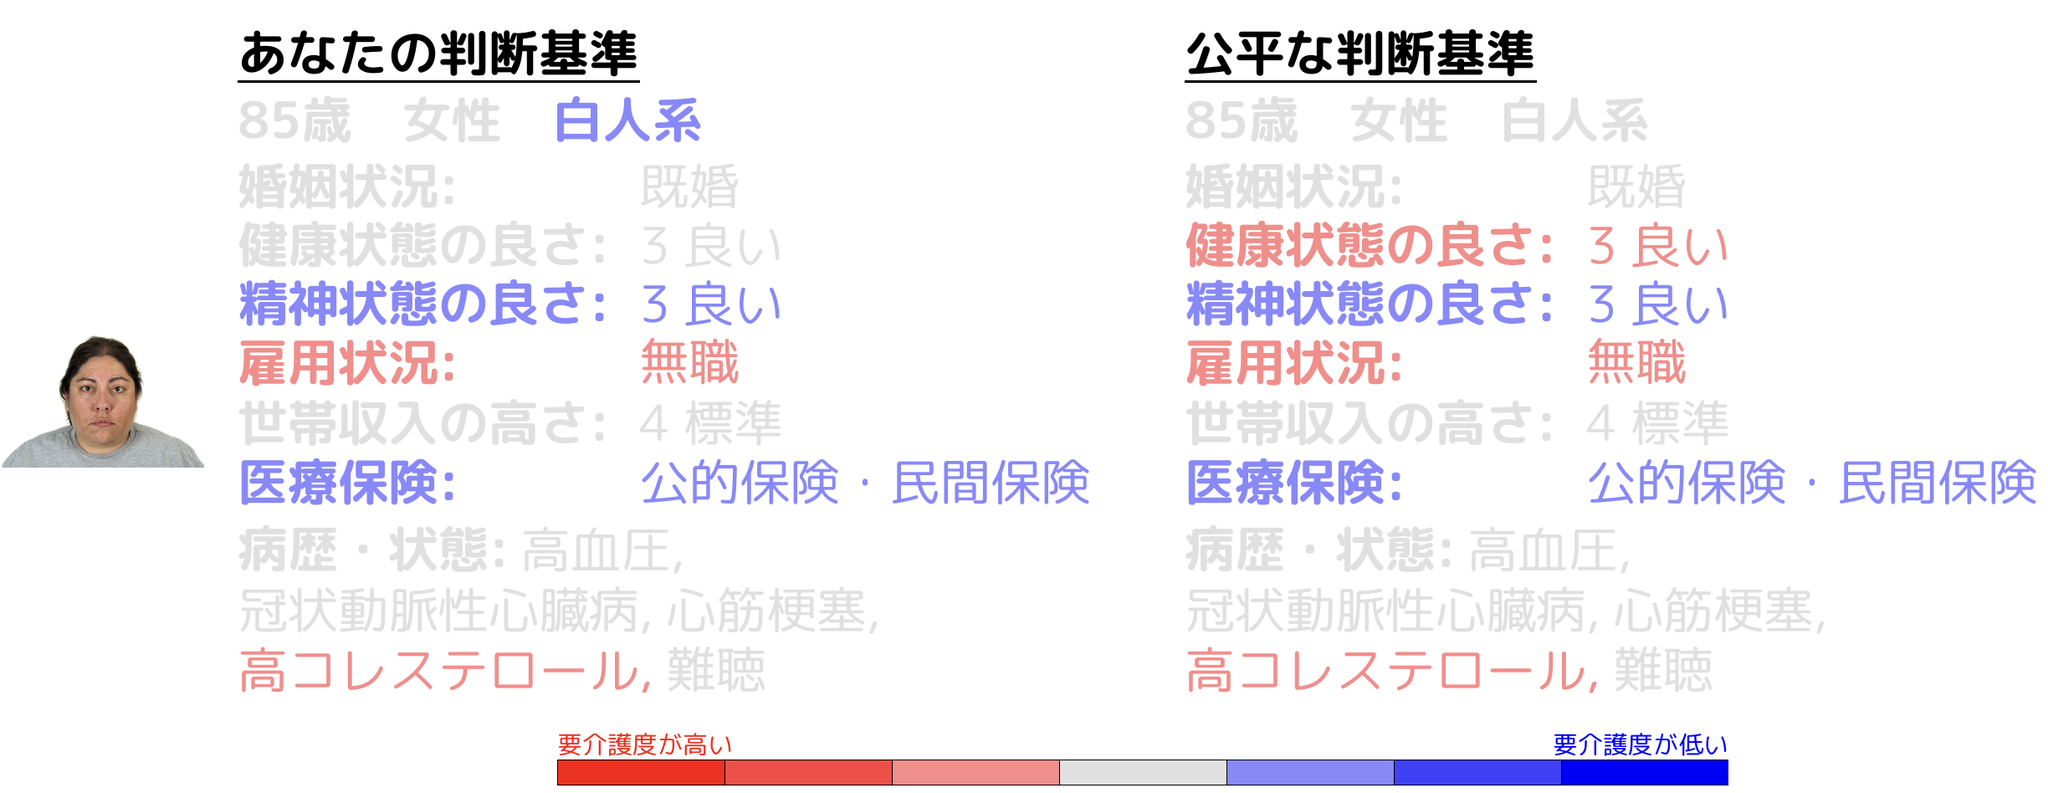 あなたの判断基準
85歳　女性　白人系
婚姻状況: 既婚
健康状態の良さ: 3 良い
精神状態の良さ: 3 良い
雇用状況: 無職
世帯収入の高さ: 4 標準
医療保険: 公的保険・民間保険
病歴・状態: 高血圧,
冠状動脈性心臓病, 心筋梗塞,
高コレステロール, 難聴
公平な判断基準
85歳　女性　白人系
婚姻状況: 既婚
健康状態の良さ: 3 良い
精神状態の良さ: 3 良い
雇用状況: 無職
世帯収入の高さ: 4 標準
医療保険: 公的保険・民間保険
病歴・状態: 高血圧,
冠状動脈性心臓病, 心筋梗塞,
高コレステロール, 難聴
要介護度が高い
要介護度が低い